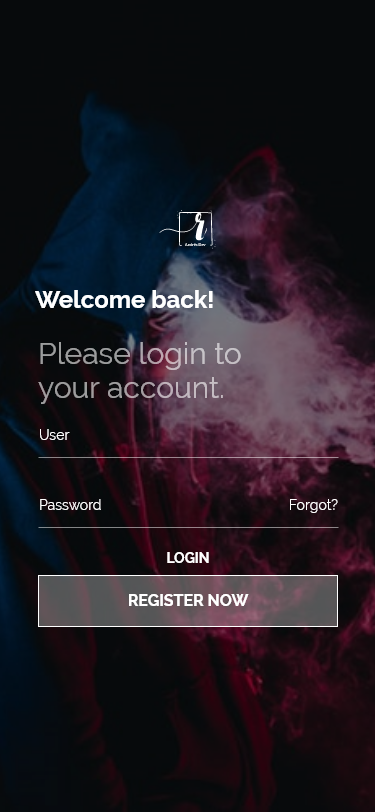 r
Welcome back!
Please login to
your account.
User
Password Forgot?
LOGIN
REGISTER NOW